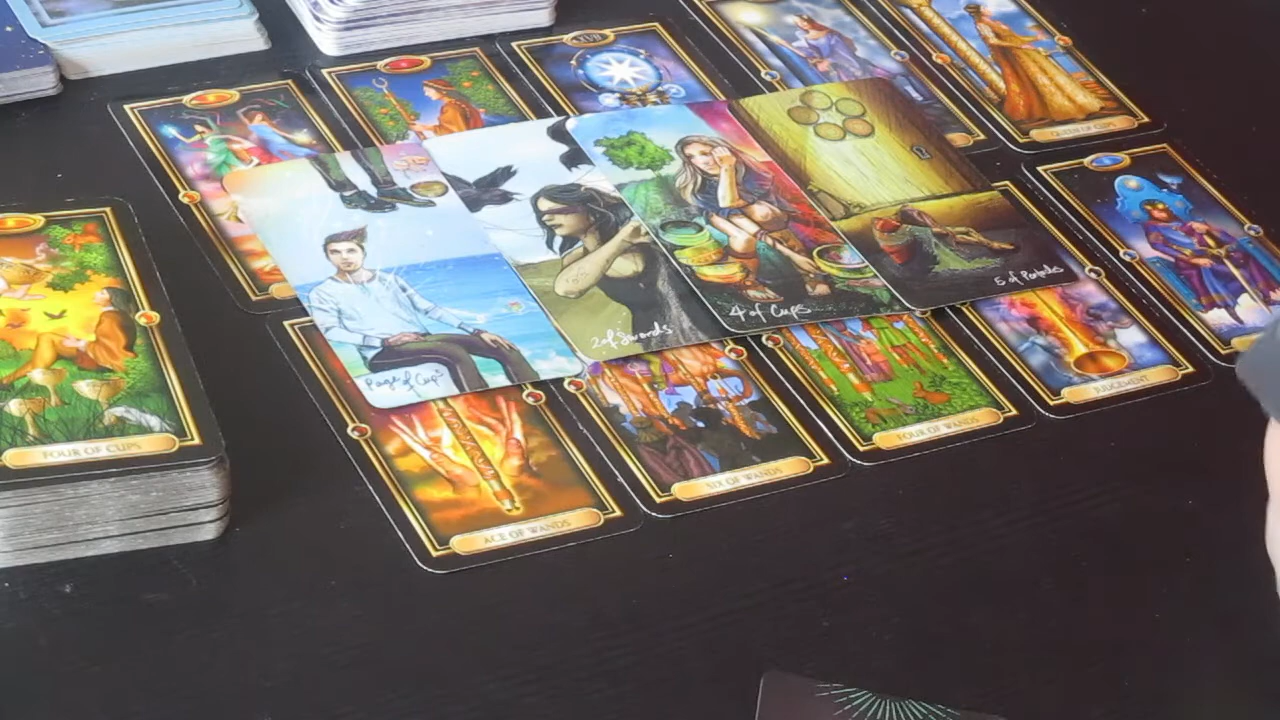 XVII
QUEEN OF CUPS
5 of Pentacles
4 of Cups
2 of Swords
Page of Cups
FOUR OF CUPS
JUDGEMENT
FOUR OF WANDS
SIX OF WANDS
ACE OF WANDS